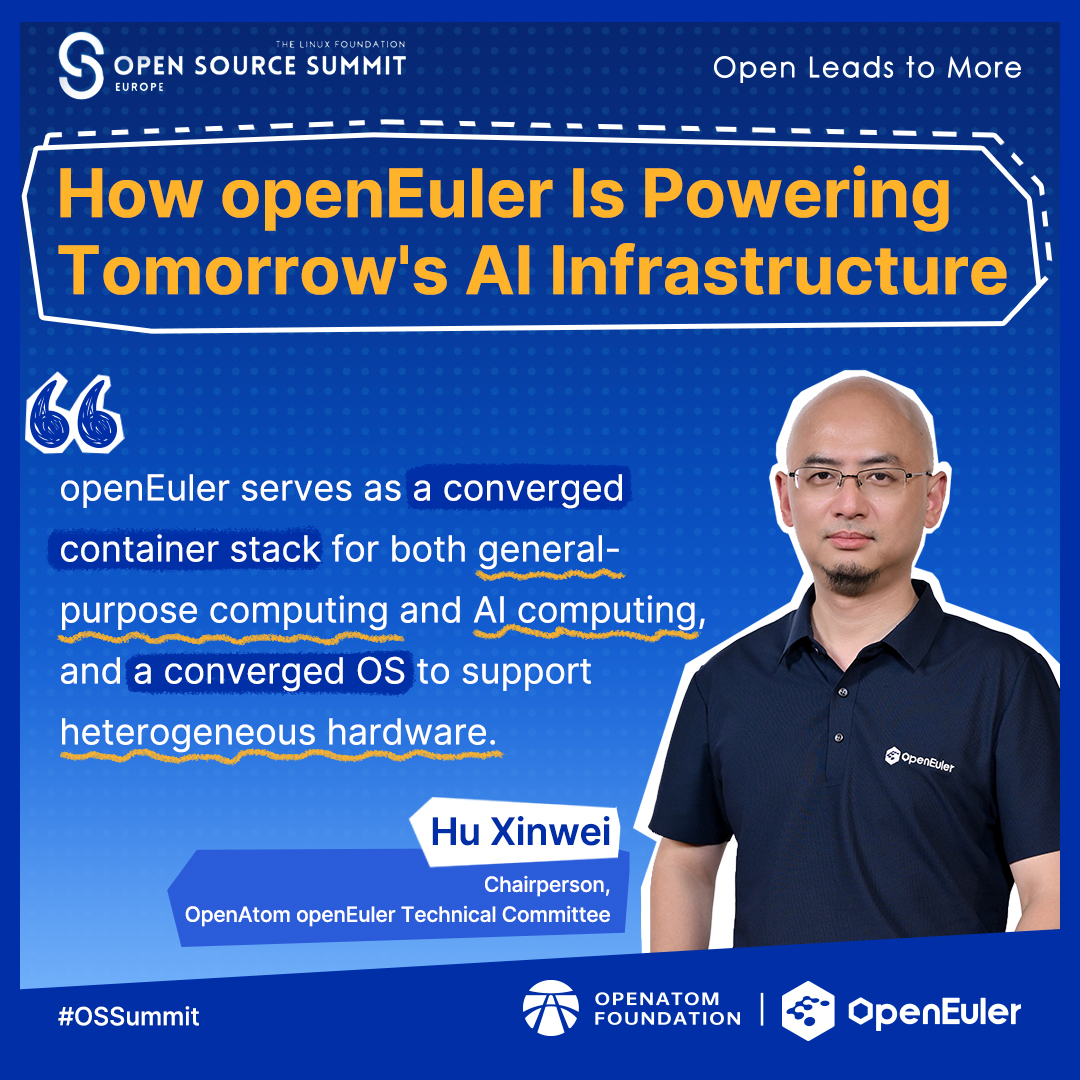 THE LINUX FOUNDATION
OPEN SOURCE SUMMIT
EUROPE
Open Leads to More
How openEuler Is Powering
Tomorrow's AI Infrastructure
openEuler serves as a converged
container stack for both general-
purpose computing and AI computing,
and a converged OS to support
heterogeneous hardware.
OpenEuler
Hu Xinwei
Chairperson,
OpenAtom openEuler Technical Committee
#OSSummit
OPENATOM
FOUNDATION
OpenEuler